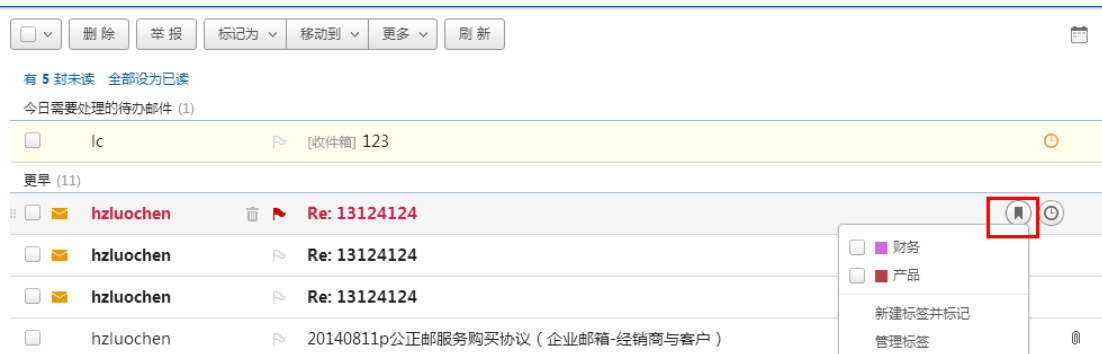 删 除 举 报 标记为 移动到 更多 刷 新
有 5 封未读 全部设为已读
今日需要处理的待办邮件 (1)
lc [收件箱] 123
更早 (11)
hzluochen Re: 13124124
hzluochen Re: 13124124
财务
产品
hzluochen Re: 13124124
新建标签并标记
hzluochen 20140811p公正邮服务购买协议（企业邮箱-经销商与客户）
管理标签